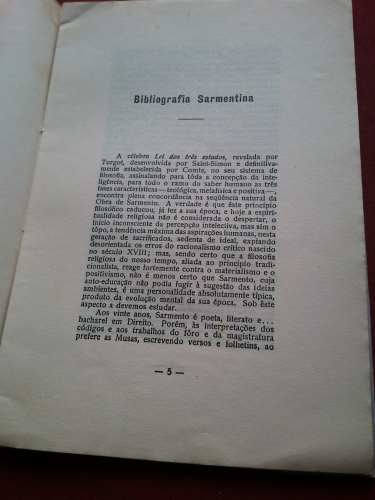 Bibliografia Sarmentina
A célebre Lei dos três estados, revelada por
Turgot, desenvolvida por Saint-Simon e definitiva-
mente estabelecida por Comte, no seu sistema de
filosofia, assinalando para tôda a concepção da inte-
ligência, para todo o ramo do saber humano as três
fases características—teológica, metafísica e positiva—,
encontra plena concordância na seqüência natural da
Obra de Sarmento. A verdade é que êste princípio
filosófico caducou, já fez a sua época, e hoje a espiri-
tualidade religiosa não é considerada o despertar, o
início inconsciente da percepção intelectiva, mas sim o
tôpo, a tendência máxima das aspirações humanas, nesta
geração de sacrificados, sedenta de ideal, expiando
desorientada os erros do racionalismo crítico nascido
no século XVIII; mas, sendo certo que a filosofia
religiosa do nosso tempo, aliada ao princípio tradi-
cionalista, reage fortemente contra o materialismo e o
positivismo, não é menos certo que Sarmento, cuja
auto-educação não podia fugir à sugestão das ideias
ambientes, é uma personalidade absolutamente típica,
produto da evolução mental da sua época. Sob êste
aspecto a devemos estudar.
Aos vinte anos, Sarmento é poeta, literato e...
bacharel em Direito. Porém, às interpretações dos
códigos e aos trabalhos do fôro e da magistratura
prefere as Musas, escrevendo versos e folhetins, ao
— 5 —